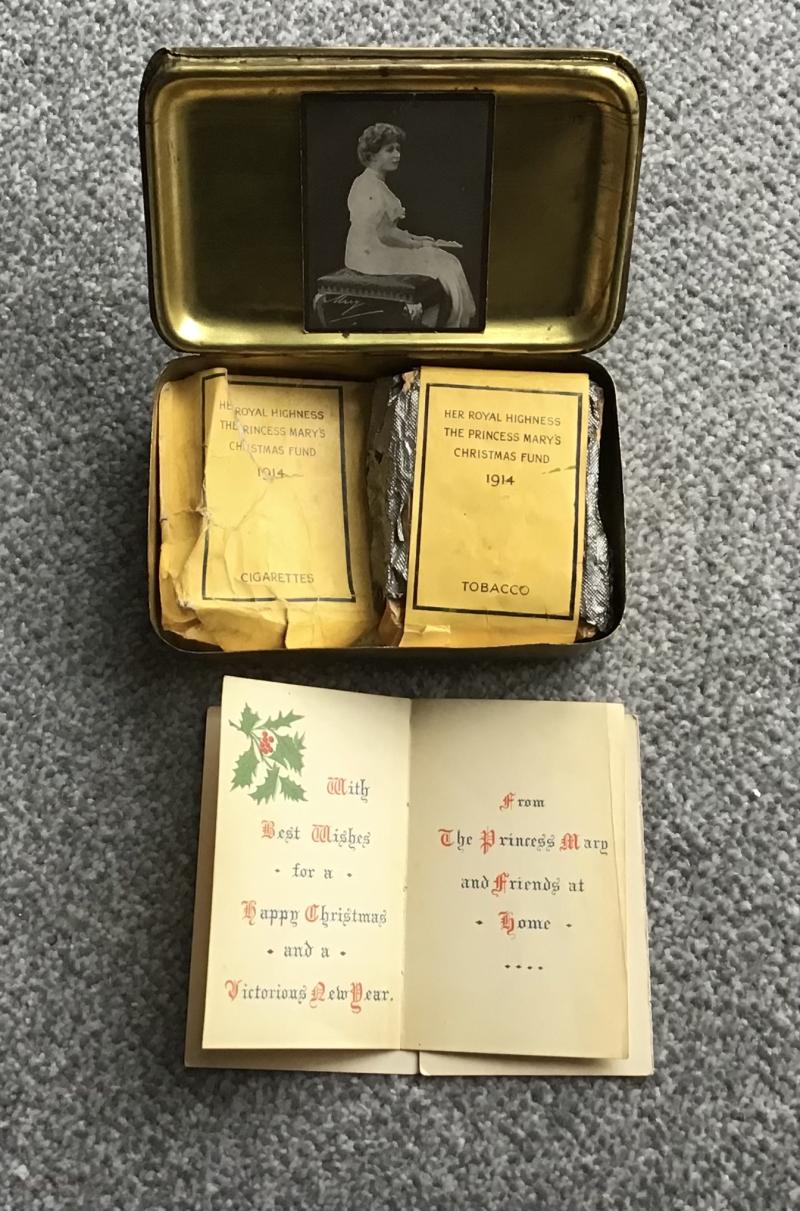 Mary
HER ROYAL HIGHNESS
THE PRINCESS MARY'S
CHRISTMAS FUND
1914
CIGARETTES
HER ROYAL HIGHNESS
THE PRINCESS MARY'S
CHRISTMAS FUND
1914
TOBACCO
With
Best Wishes
· for a ·
Happy Christmas
· and a ·
Victorious New Year.
From
The Princess Mary
and Friends at
· Home ·
....